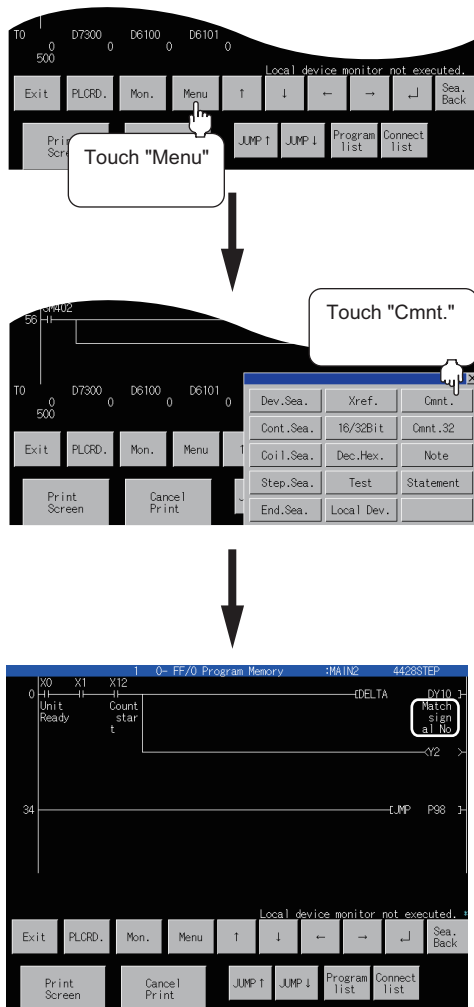 T0 D7300 D6100 D6101
0 0 0 0
500
Local device monitor not executed.
Exit PLCRD. Mon. Menu ↑ ↓ ← → ↵ Sea. Back
JUMP↑ JUMP↓ Program list Connect list
Touch "Menu"
Touch "Cmnt."
56
T0 D7300 D6100 D6101
0 0 0 0
500
Dev.Sea. Xref. Cmnt.
Cont.Sea. 16/32Bit Cmnt.32
Coil.Sea. Dec.Hex. Note
Step.Sea. Test Statement
End.Sea. Local Dev.
Exit PLCRD. Mon. Menu
Print Screen Cancel Print
1 0- FF/0 Program Memory :MAIN2 4428STEP
X0 X1 X12
0 [DELTA DY10 ]
Unit Count Match
Ready star sign
t al No
Y2
34 [JMP P98 ]
Local device monitor not executed. *
Exit PLCRD. Mon. Menu ↑ ↓ ← → ↵ Sea. Back
Print Screen Cancel Print JUMP↑ JUMP↓ Program list Connect list